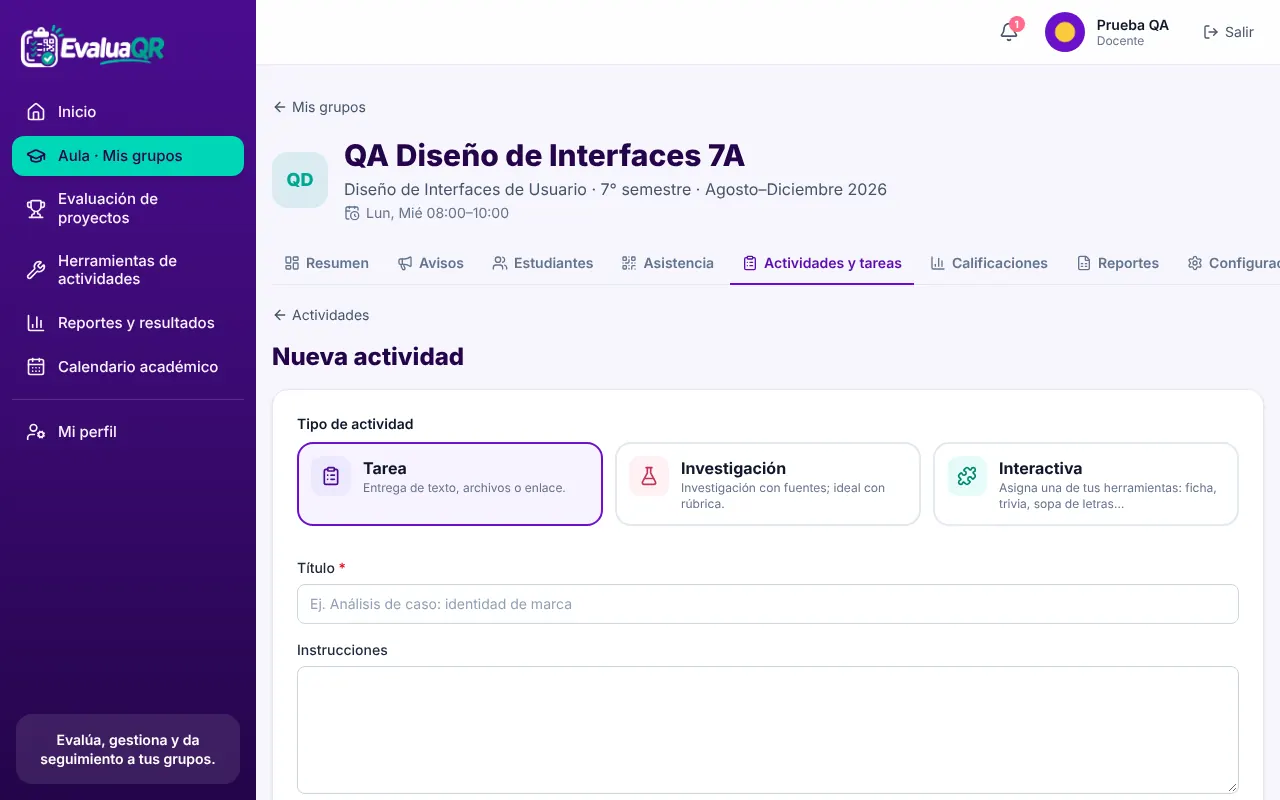 EvaluaQR
1
Prueba QA
Docente
Salir
Inicio
Aula · Mis grupos
Evaluación de
proyectos
Herramientas de
actividades
Reportes y resultados
Calendario académico
Mi perfil
Evalúa, gestiona y da
seguimiento a tus grupos.
Mis grupos
QD
QA Diseño de Interfaces 7A
Diseño de Interfaces de Usuario · 7° semestre · Agosto–Diciembre 2026
Lun, Mié 08:00–10:00
Resumen
Avisos
Estudiantes
Asistencia
Actividades y tareas
Calificaciones
Reportes
Configurac
Actividades
Nueva actividad
Tipo de actividad
Tarea
Entrega de texto, archivos o enlace.
Investigación
Investigación con fuentes; ideal con
rúbrica.
Interactiva
Asigna una de tus herramientas: ficha,
trivia, sopa de letras…
Título *
Ej. Análisis de caso: identidad de marca
Instrucciones